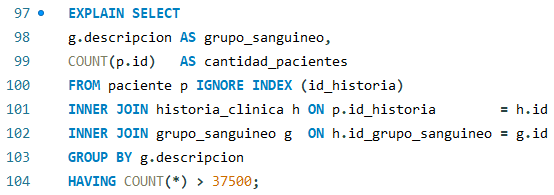 97 EXPLAIN SELECT
98 g.descripcion AS grupo_sanguineo,
99 COUNT(p.id) AS cantidad_pacientes
100 FROM paciente p IGNORE INDEX (id_historia)
101 INNER JOIN historia_clinica h ON p.id_historia = h.id
102 INNER JOIN grupo_sanguineo g ON h.id_grupo_sanguineo = g.id
103 GROUP BY g.descripcion
104 HAVING COUNT(*) > 37500;